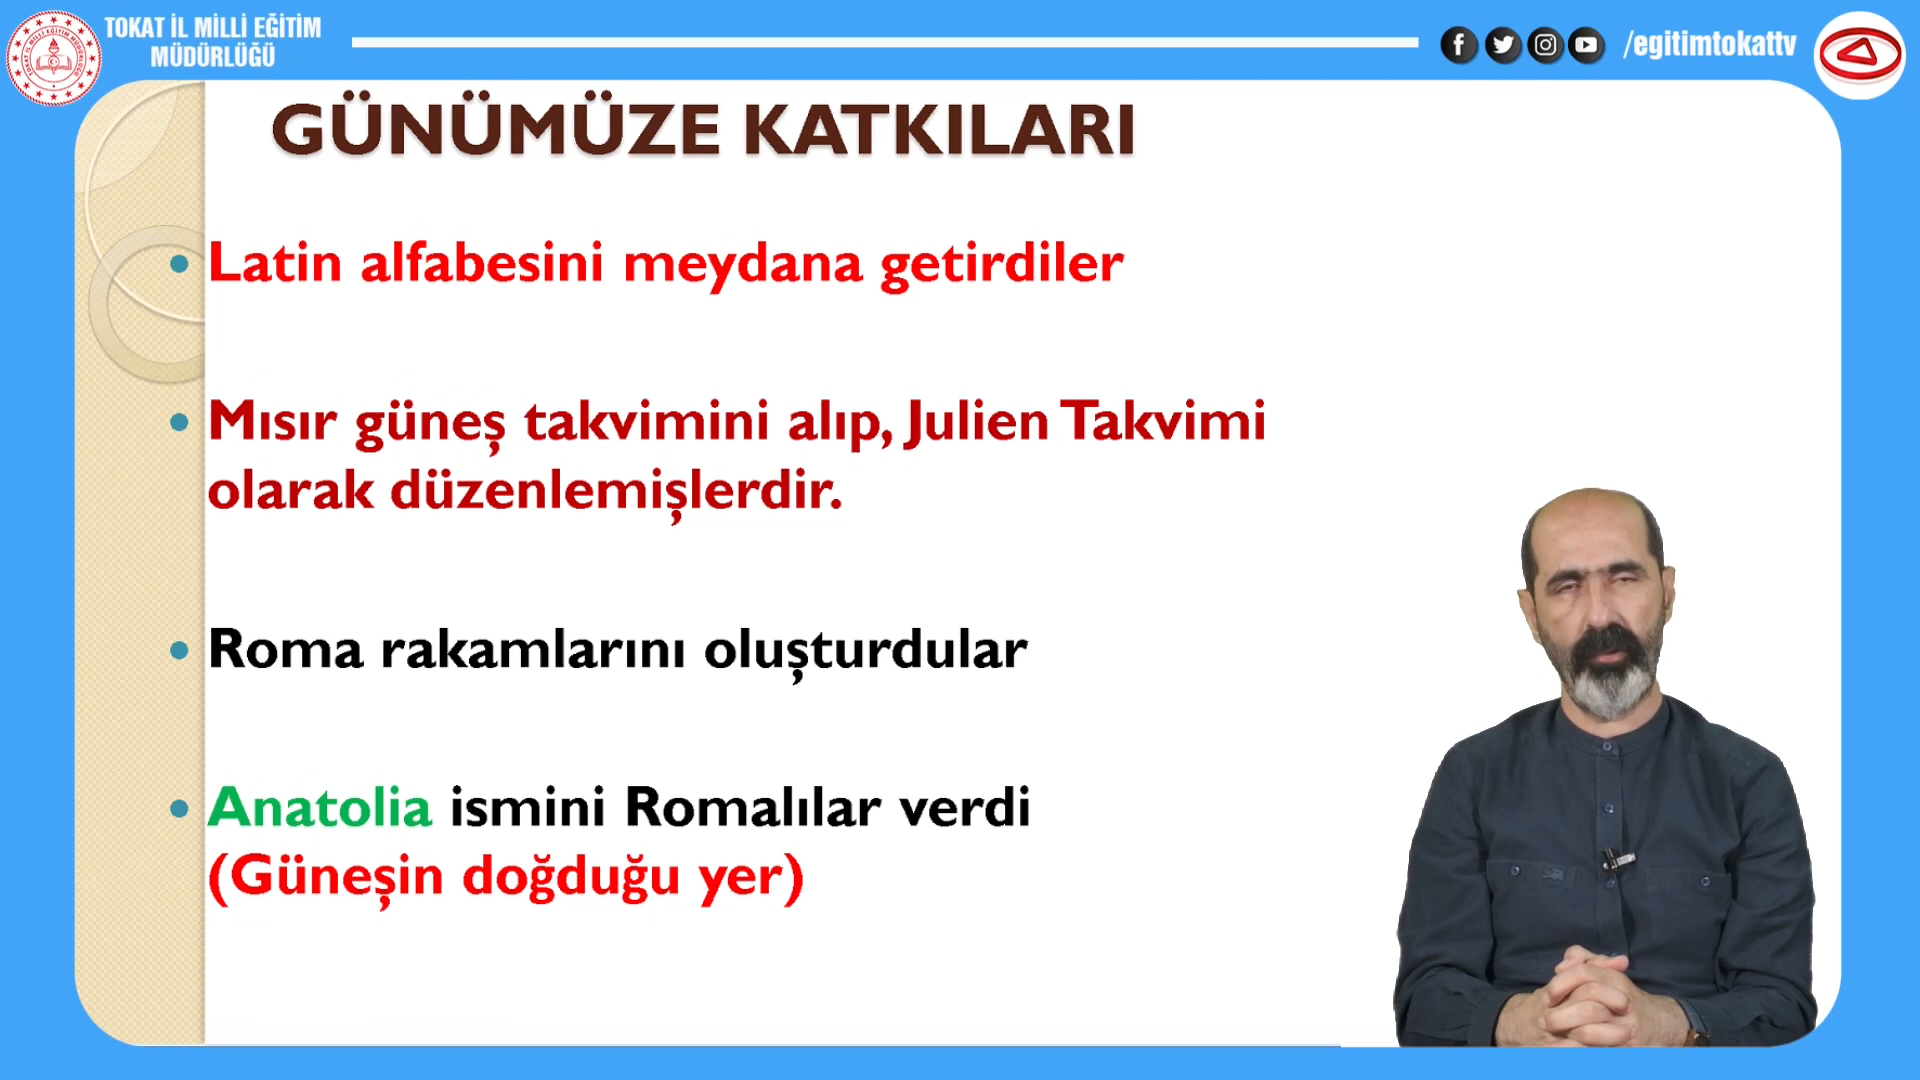 TOKAT İL MİLLİ EĞİTİM
MÜDÜRLÜĞÜ
/egitimtokattv
GÜNÜMÜZE KATKILARI
• Latin alfabesini meydana getirdiler
• Mısır güneş takvimini alıp, Julien Takvimi
olarak düzenlemişlerdir.
• Roma rakamlarını oluşturdular
• Anatolia ismini Romalılar verdi
(Güneşin doğduğu yer)